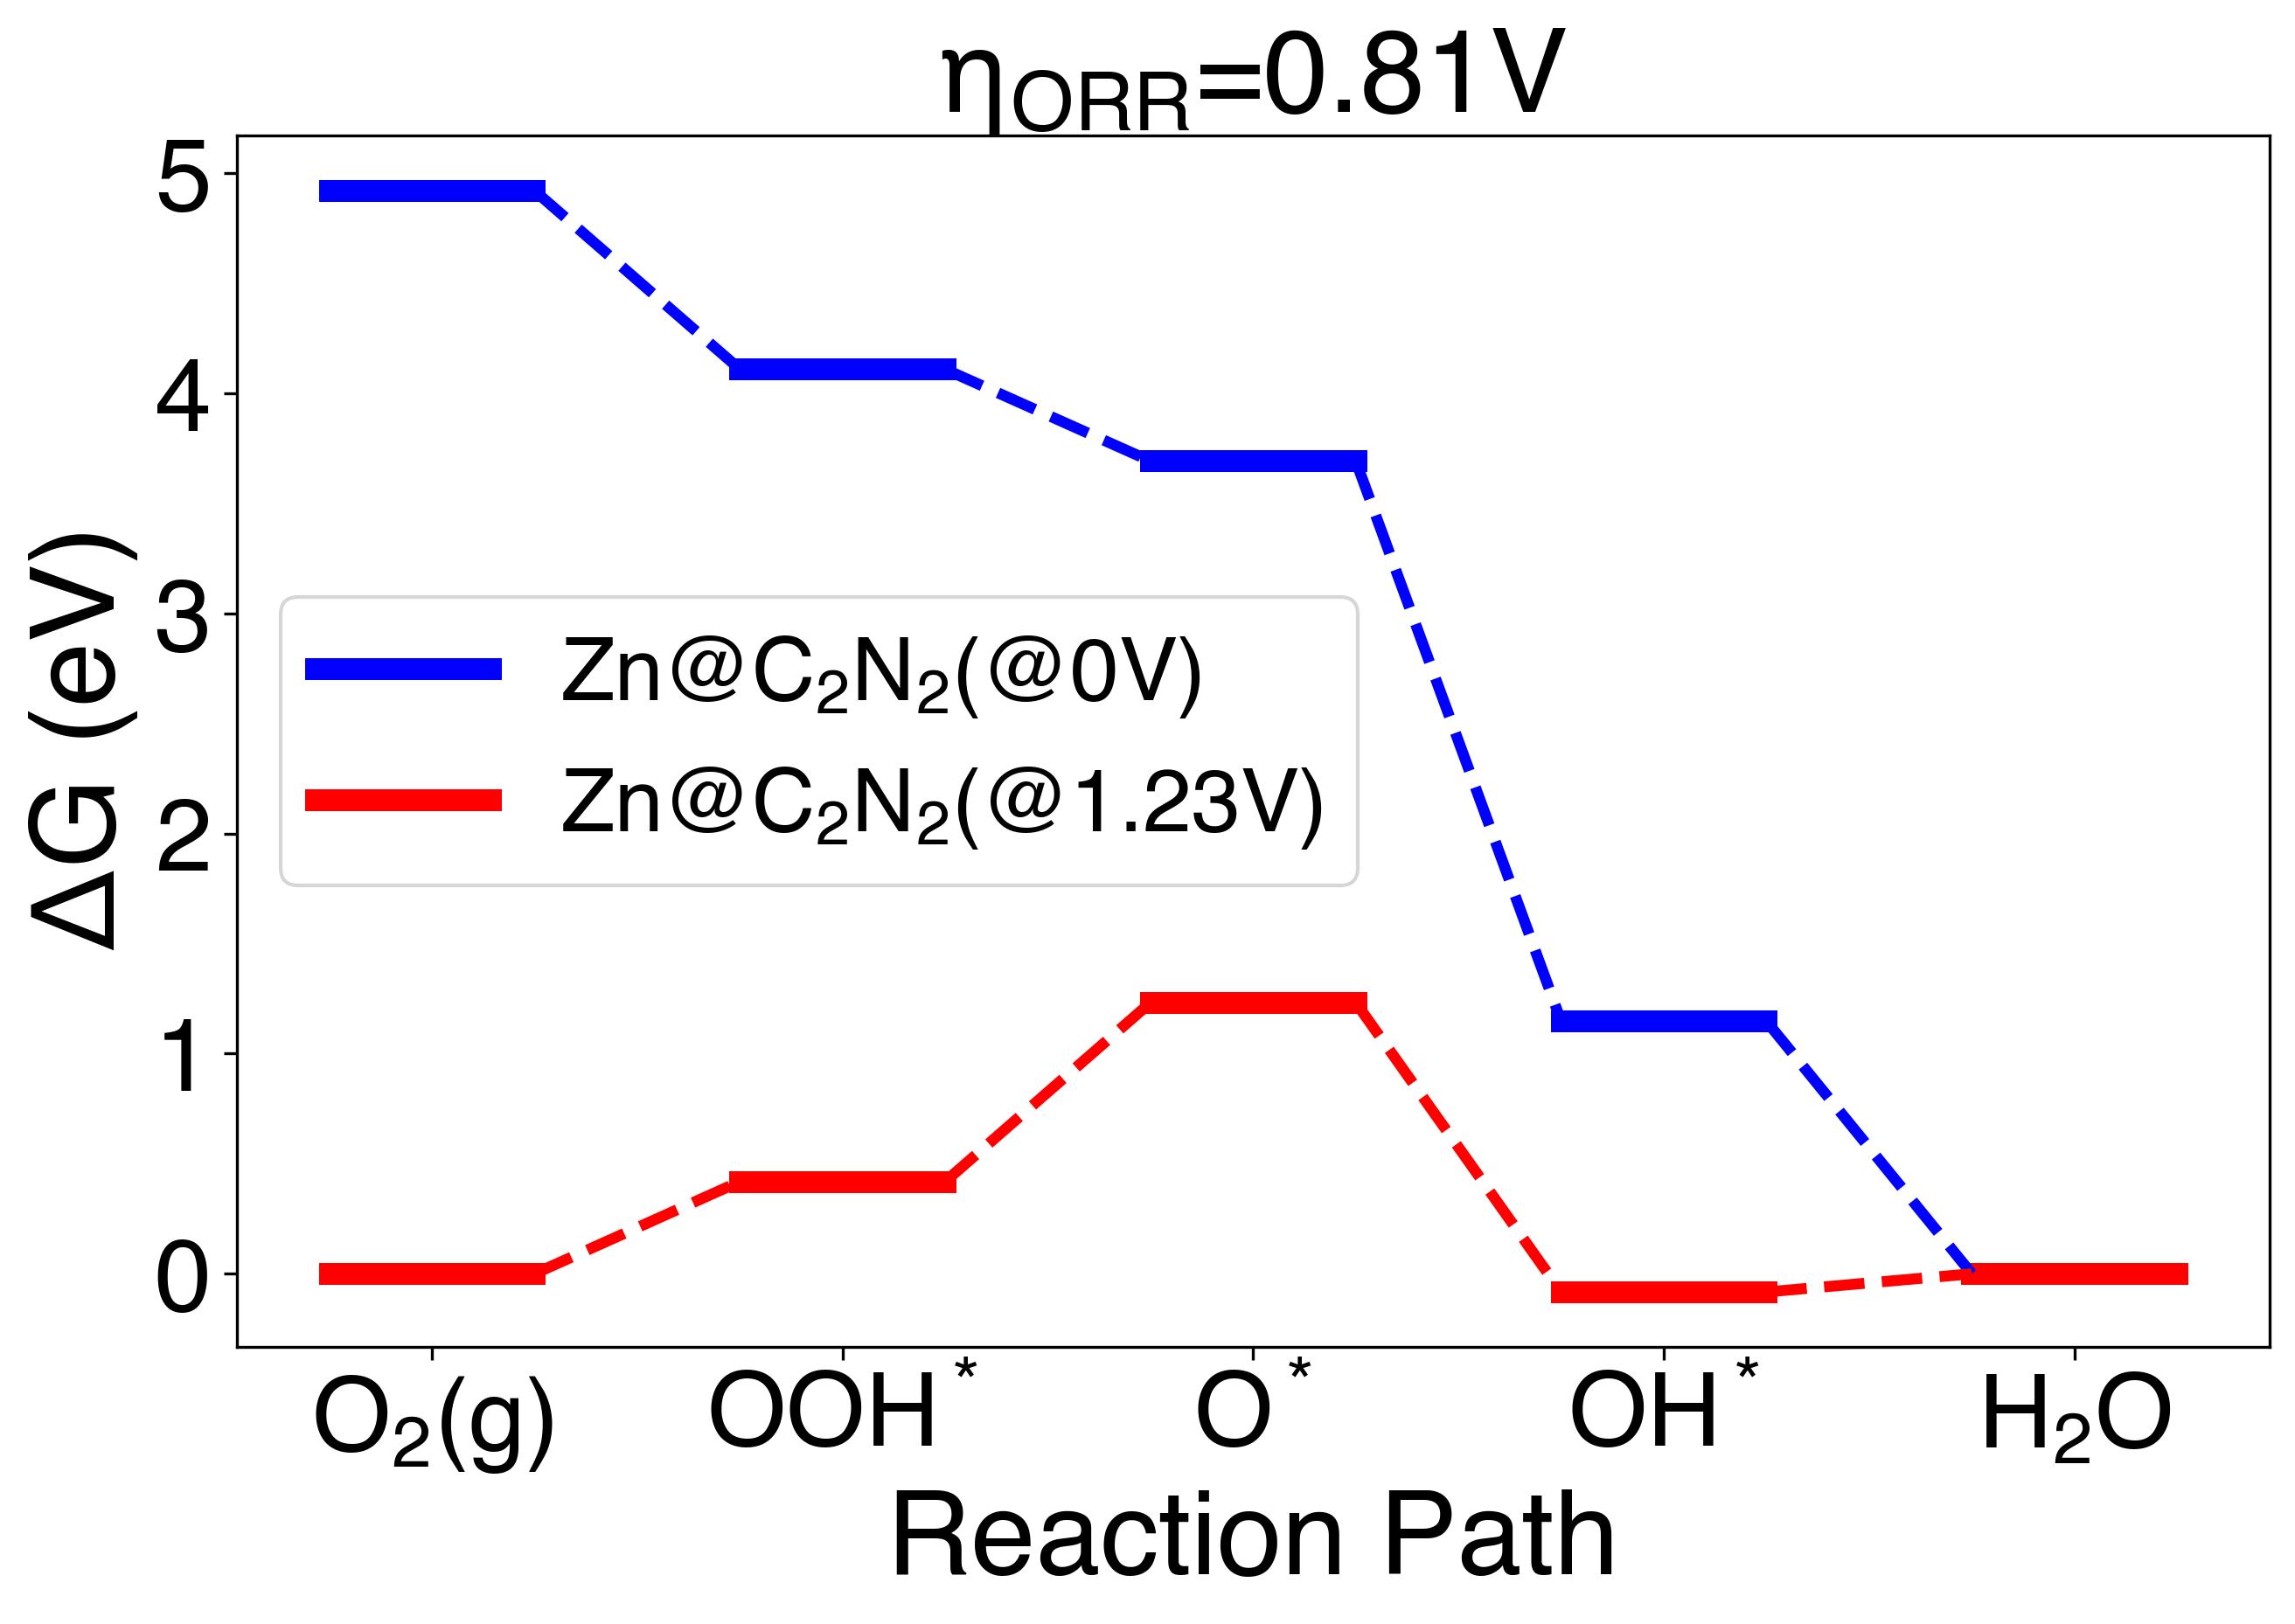 η_ORR=0.81V
ΔG (eV)
5
4
3
2
1
0
Zn@C₂N₂(@0V)
Zn@C₂N₂(@1.23V)
O₂(g) OOH* O* OH* H₂O
Reaction Path